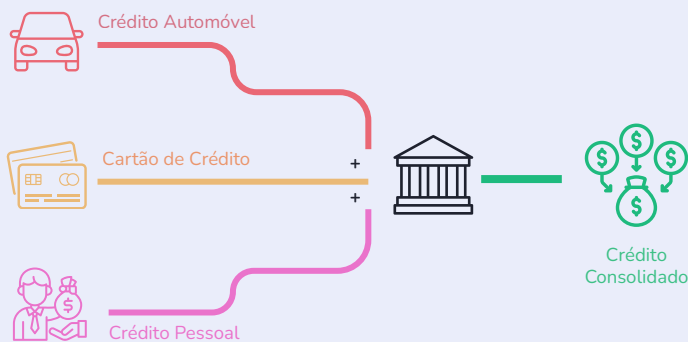 Crédito Automóvel
Cartão de Crédito
+
+
Crédito Pessoal
$
$ $ $
$
Crédito
Consolidado